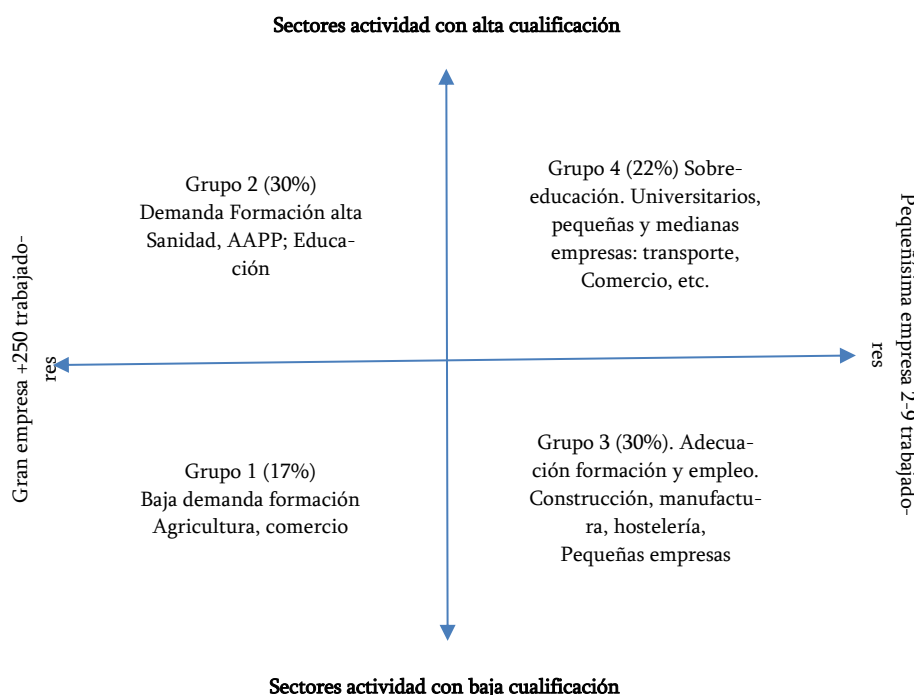 Sectores actividad con alta cualificación
Grupo 2 (30%)
Demanda Formación alta
Sanidad, AAPP; Educa-
ción
Grupo 4 (22%) Sobre-
educación. Universitarios,
pequeñas y medianas
empresas: transporte,
Comercio, etc.
Gran empresa +250 trabajado-
res
Pequeñísima empresa 2-9 trabajado-
res
Grupo 1 (17%)
Baja demanda formación
Agricultura, comercio
Grupo 3 (30%). Adecua-
ción formación y empleo.
Construcción, manufactu-
ra, hostelería,
Pequeñas empresas
Sectores actividad con baja cualificación